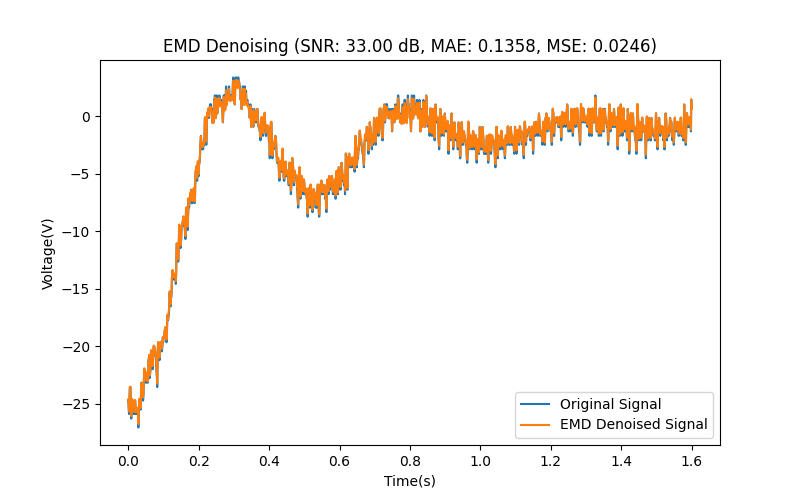 EMD Denoising (SNR: 33.00 dB, MAE: 0.1358, MSE: 0.0246)
0
−5
−10
−15
−20
−25
Voltage(V)
Original Signal
EMD Denoised Signal
0.0 0.2 0.4 0.6 0.8 1.0 1.2 1.4 1.6
Time(s)